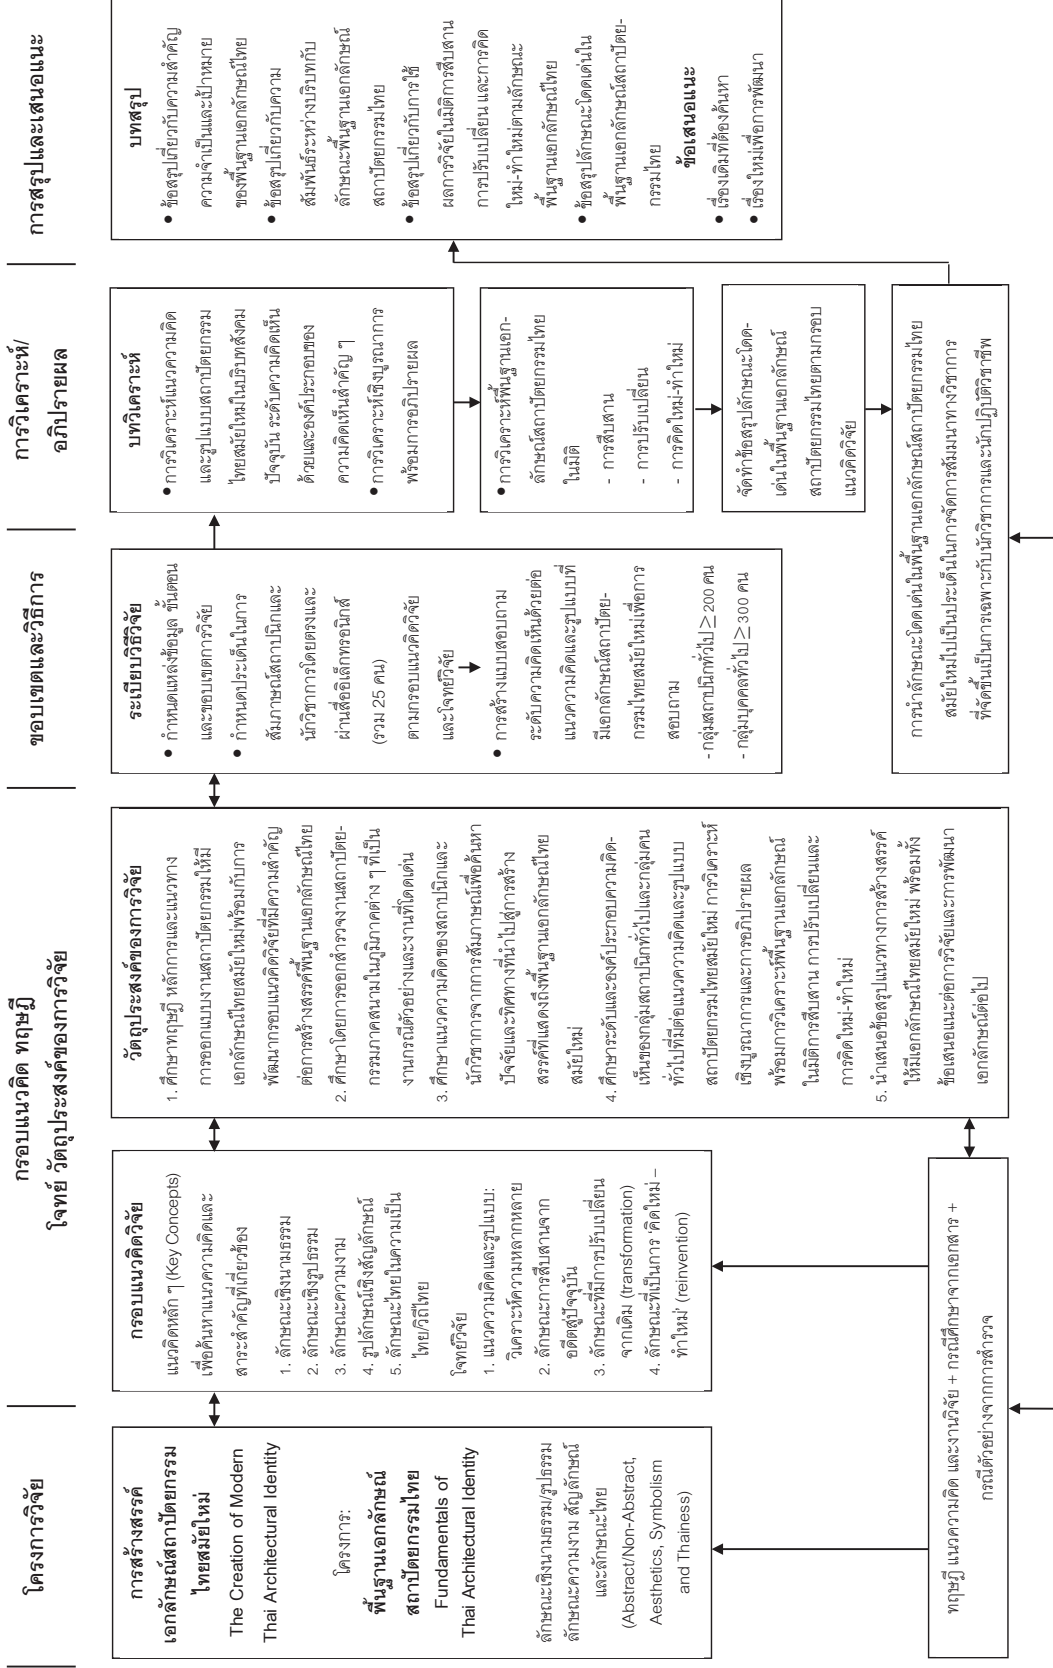 โครงการวิจัย
กรอบแนวคิด ทฤษฎี
โจทย์ วัตถุประสงค์ของการวิจัย
ขอบเขตและวิธีการ
การวิเคราะห์/
อภิปรายผล
การสรุปและเสนอแนะ
การสร้างสรรค์
เอกลักษณ์สถาปัตยกรรม
ไทยสมัยใหม่
The Creation of Modern
Thai Architectural Identity
โครงการ:
พื้นฐานเอกลักษณ์
สถาปัตยกรรมไทย
Fundamentals of
Thai Architectural Identity
ลักษณะเชิงนามธรรม/รูปธรรม
ลักษณะความงาม สัญลักษณ์
และลักษณะไทย
(Abstract/Non-Abstract,
Aesthetics, Symbolism
and Thainess)
กรอบแนวคิดวิจัย
แนวคิดหลัก ๆ (Key Concepts)
เพื่อค้นหาแนวความคิดและ
สาระสำคัญที่เกี่ยวข้อง
1. ลักษณะเชิงนามธรรม
2. ลักษณะเชิงรูปธรรม
3. ลักษณะความงาม
4. รูปลักษณ์เชิงสัญลักษณ์
5. ลักษณะไทยในความเป็น
ไทย/วิถีไทย
โจทย์วิจัย
1. แนวความคิดและรูปแบบ:
วิเคราะห์ความหลากหลาย
2. ลักษณะการสืบสานจาก
อดีตสู่ปัจจุบัน
3. ลักษณะที่มีการปรับเปลี่ยน
จากเดิม (transformation)
4. ลักษณะที่เป็นการ 'คิดใหม่ –
ทำใหม่' (reinvention)
วัตถุประสงค์ของการวิจัย
1. ศึกษาทฤษฎี หลักการและแนวทาง
การออกแบบงานสถาปัตยกรรมให้มี
เอกลักษณ์ไทยสมัยใหม่พร้อมกับการ
พัฒนากรอบแนวคิดวิจัยที่มีความสำคัญ
ต่อการสร้างสรรค์พื้นฐานเอกลักษณ์ไทย
2. ศึกษาโดยการออกสำรวจงานสถาปัตย-
กรรมภาคสนามในภูมิภาคต่าง ๆ ที่เป็น
งานกรณีตัวอย่างและงานที่โดดเด่น
3. ศึกษาแนวความคิดของสถาปนิกและ
นักวิชาการจากการสัมภาษณ์เพื่อค้นหา
ปัจจัยและทิศทางที่นำไปสู่การสร้าง
สรรค์ที่แสดงถึงพื้นฐานเอกลักษณ์ไทย
สมัยใหม่
4. ศึกษาระดับและองค์ประกอบความคิด-
เห็นของกลุ่มสถาปนิกทั่วไปและกลุ่มคน
ทั่วไปที่มีต่อแนวความคิดและรูปแบบ
สถาปัตยกรรมไทยสมัยใหม่ การวิเคราะห์
เชิงบูรณาการและการอภิปรายผล
พร้อมการวิเคราะห์พื้นฐานเอกลักษณ์
ในมิติการสืบสาน การปรับเปลี่ยนและ
การคิดใหม่-ทำใหม่
5. นำเสนอข้อสรุปแนวทางการสร้างสรรค์
ให้มีเอกลักษณ์ไทยสมัยใหม่ พร้อมทั้ง
ข้อเสนอแนะต่อการวิจัยและการพัฒนา
เอกลักษณ์ต่อไป
ทฤษฎี แนวความคิด และงานวิจัย + กรณีศึกษาจากเอกสาร +
กรณีตัวอย่างจากการสำรวจ
ระเบียบวิธีวิจัย
• กำหนดแหล่งข้อมูล ขั้นตอน
และขอบเขตการวิจัย
• กำหนดประเด็นในการ
สัมภาษณ์สถาปนิกและ
นักวิชาการโดยตรงและ
ผ่านสื่ออิเล็กทรอนิกส์
(รวม 25 คน)
ตามกรอบแนวคิดวิจัย
และโจทย์วิจัย
• การสร้างแบบสอบถาม
ระดับความคิดเห็นด้วยต่อ
แนวความคิดและรูปแบบที่
มีเอกลักษณ์สถาปัตย-
กรรมไทยสมัยใหม่เพื่อการ
สอบถาม
- กลุ่มสถาปนิกทั่วไป ≥ 200 คน
- กลุ่มบุคคลทั่วไป ≥ 300 คน
บทวิเคราะห์
• การวิเคราะห์แนวความคิด
และรูปแบบสถาปัตยกรรม
ไทยสมัยใหม่ในบริบทสังคม
ปัจจุบัน ระดับความคิดเห็น
ด้วยและองค์ประกอบของ
ความคิดเห็นสำคัญ ๆ
• การวิเคราะห์เชิงบูรณาการ
พร้อมการอภิปรายผล
• การวิเคราะห์พื้นฐานเอก-
ลักษณ์สถาปัตยกรรมไทย
ในมิติ
- การสืบสาน
- การปรับเปลี่ยน
- การคิดใหม่-ทำใหม่
จัดทำข้อสรุปลักษณะโดด-
เด่นในพื้นฐานเอกลักษณ์
สถาปัตยกรรมไทยตามกรอบ
แนวคิดวิจัย
การนำลักษณะโดดเด่นในพื้นฐานเอกลักษณ์สถาปัตยกรรมไทย
สมัยใหม่ไปเป็นประเด็นในการจัดการสัมมนาทางวิชาการ
ที่จัดขึ้นเป็นการเฉพาะกับนักวิชาการและนักปฏิบัติวิชาชีพ
บทสรุป
• ข้อสรุปเกี่ยวกับความสำคัญ
ความจำเป็นและเป้าหมาย
ของพื้นฐานเอกลักษณ์ไทย
• ข้อสรุปเกี่ยวกับความ
สัมพันธ์ระหว่างบริบทกับ
ลักษณะพื้นฐานเอกลักษณ์
สถาปัตยกรรมไทย
• ข้อสรุปเกี่ยวกับการใช้
ผลการวิจัยในมิติการสืบสาน
การปรับเปลี่ยน และการคิด
ใหม่-ทำใหม่ตามลักษณะ
พื้นฐานเอกลักษณ์ไทย
• ข้อสรุปลักษณะโดดเด่นใน
พื้นฐานเอกลักษณ์สถาปัตย-
กรรมไทย
ข้อเสนอแนะ
• เรื่องเดิมที่ต้องค้นหา
• เรื่องใหม่เพื่อการพัฒนา